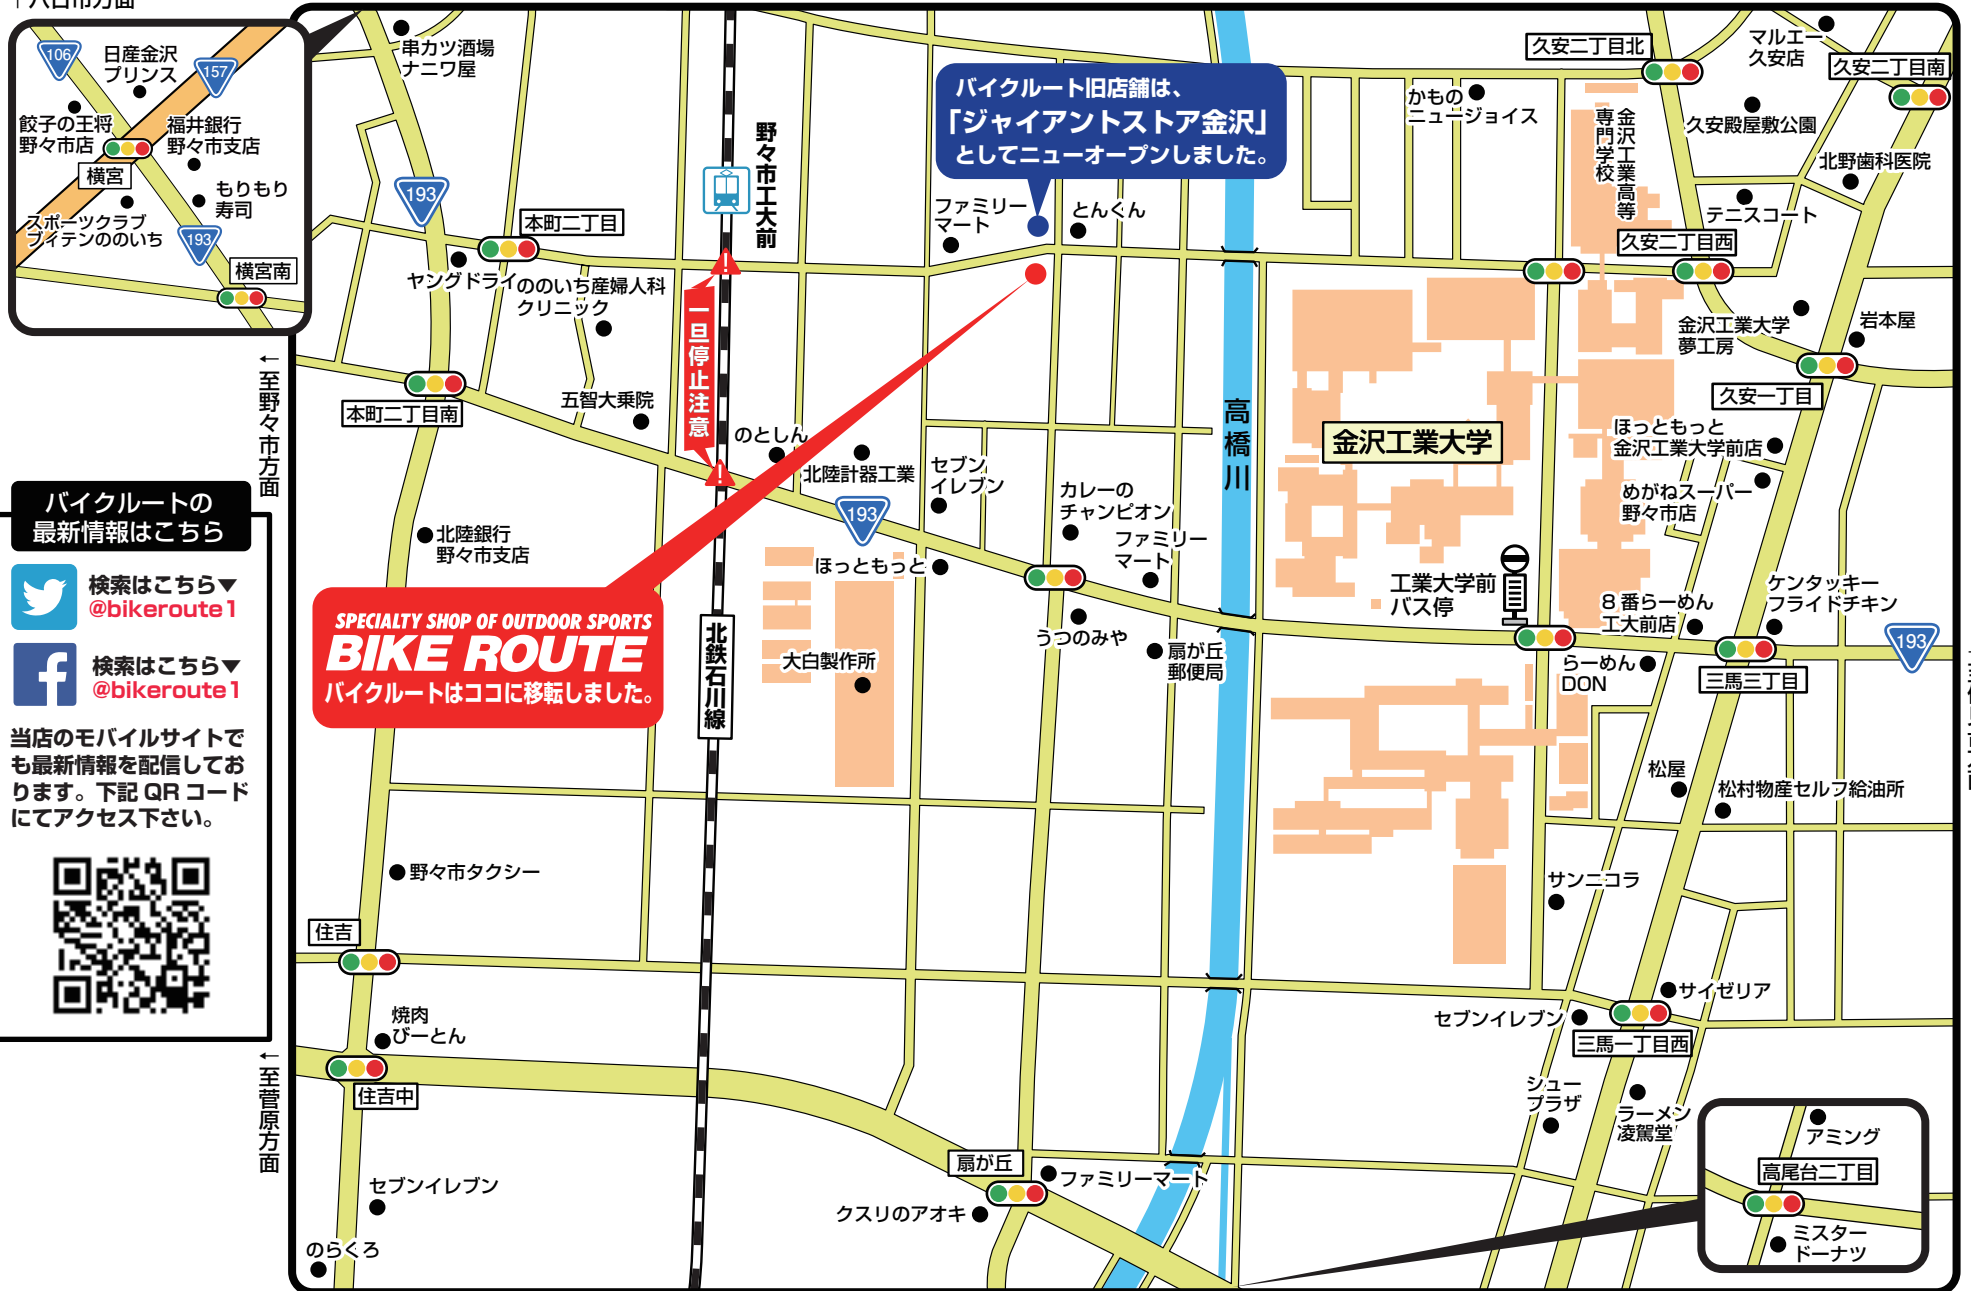 八日市方面
106
日産金沢
プリンス
157
餃子の王将
野々市店
福井銀行
野々市支店
横宮
もりもり
寿司
スポーツクラブ
ヴィテンののいち
193
横宮南
串カツ酒場
ナニワ屋
193
本町二丁目
ヤングドライ
ののいち産婦人科
クリニック
野々市工大前
一旦停止注意
バイクルート旧店舗は、
「ジャイアントストア金沢」
としてニューオープンしました。
ファミリー
マート
とんくん
久安二丁目北
マルエー
久安店
久安二丁目南
かもの
ニュージョイス
金沢工業高等
専門学校
久安殿屋敷公園
北野歯科医院
テニスコート
久安二丁目西
金沢工業大学
夢工房
岩本屋
久安一丁目
←至野々市方面
本町二丁目南
五智大乗院
のとしん
北陸計器工業
セブン
イレブン
193
カレーの
チャンピオン
ファミリー
マート
高橋川
金沢工業大学
ほっともっと
金沢工業大学前店
めがねスーパー
野々市店
バイクルートの
最新情報はこちら
検索はこちら▼
@bikeroute1
検索はこちら▼
@bikeroute1
当店のモバイルサイトで
も最新情報を配信してお
ります。下記 QR コード
にてアクセス下さい。
北陸銀行
野々市支店
SPECIALTY SHOP OF OUTDOOR SPORTS
BIKE ROUTE
バイクルートはココに移転しました。
北鉄石川線
ほっともっと
大白製作所
うつのみや
扇が丘
郵便局
工業大学前
バス停
8番らーめん
工大前店
ケンタッキー
フライドチキン
193
らーめん
DON
三馬三丁目
松屋
松村物産セルフ給油所
野々市タクシー
住吉
サンニコラ
サイゼリア
セブンイレブン
三馬一丁目西
焼肉
びーとん
←至菅原方面
住吉中
シュー
プラザ
ラーメン
凌駕堂
アミング
高尾台二丁目
ミスター
ドーナツ
扇が丘
ファミリーマート
クスリのアオキ
セブンイレブン
のらくろ